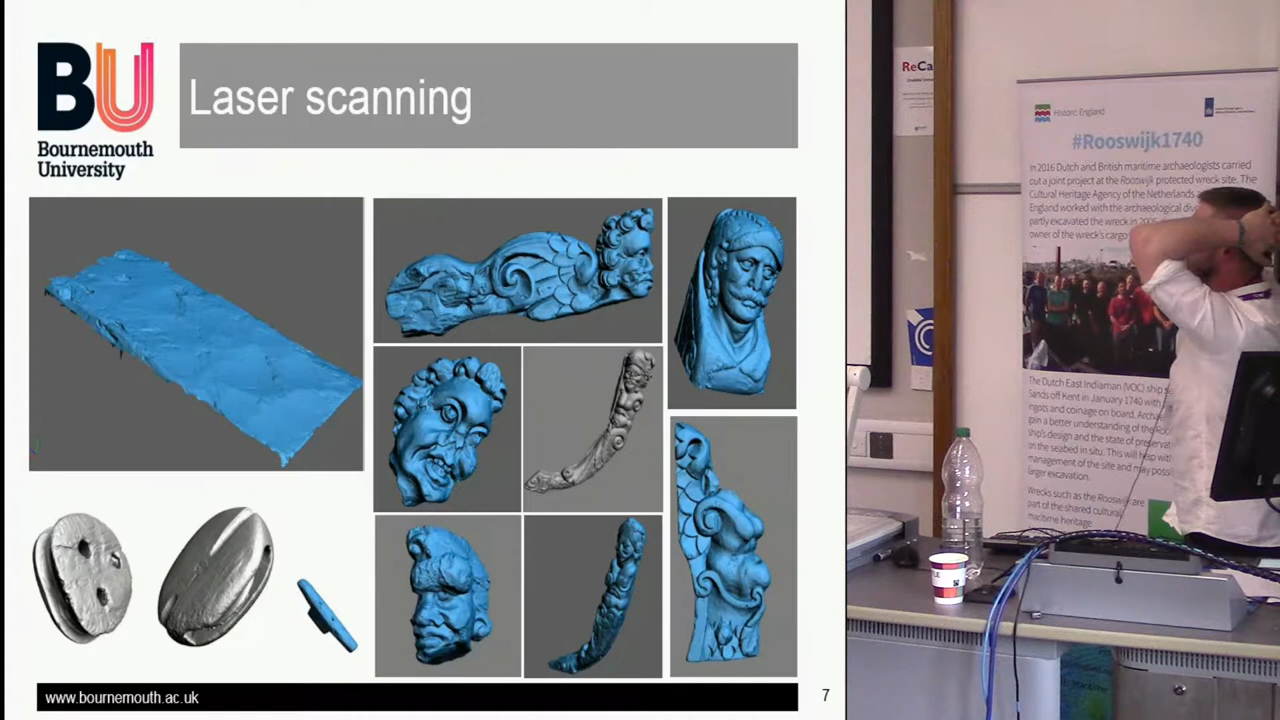 BU
Bournemouth
University
Laser scanning
www.bournemouth.ac.uk
7
ReCa
Historic England
#Rooswijk1740
In 2016 Dutch and British maritime archaeologists carried
out a joint project at the Rooswijk protected wreck site. The
Cultural Heritage Agency of the Netherlands
England worked with the archaeological
partly excavated the wreck in 2005
owner of the wreck's cargo
The Dutch East Indiaman (VOC) ship
Sands off Kent in January 1740 with
ingots and coinage on board.
gain a better understanding of the
ship's design and the state of
on the seabed in situ. This will help
management of the site and may
larger excavation.
Wrecks such as the Rooswijk are
part of the shared cultural
maritime heritage.